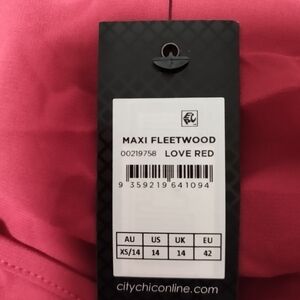 MAXI FLEETWOOD
00219758 LOVE RED
9 359219 641094
AU US UK EU
XS/14 14 14 42
citychiconline.com